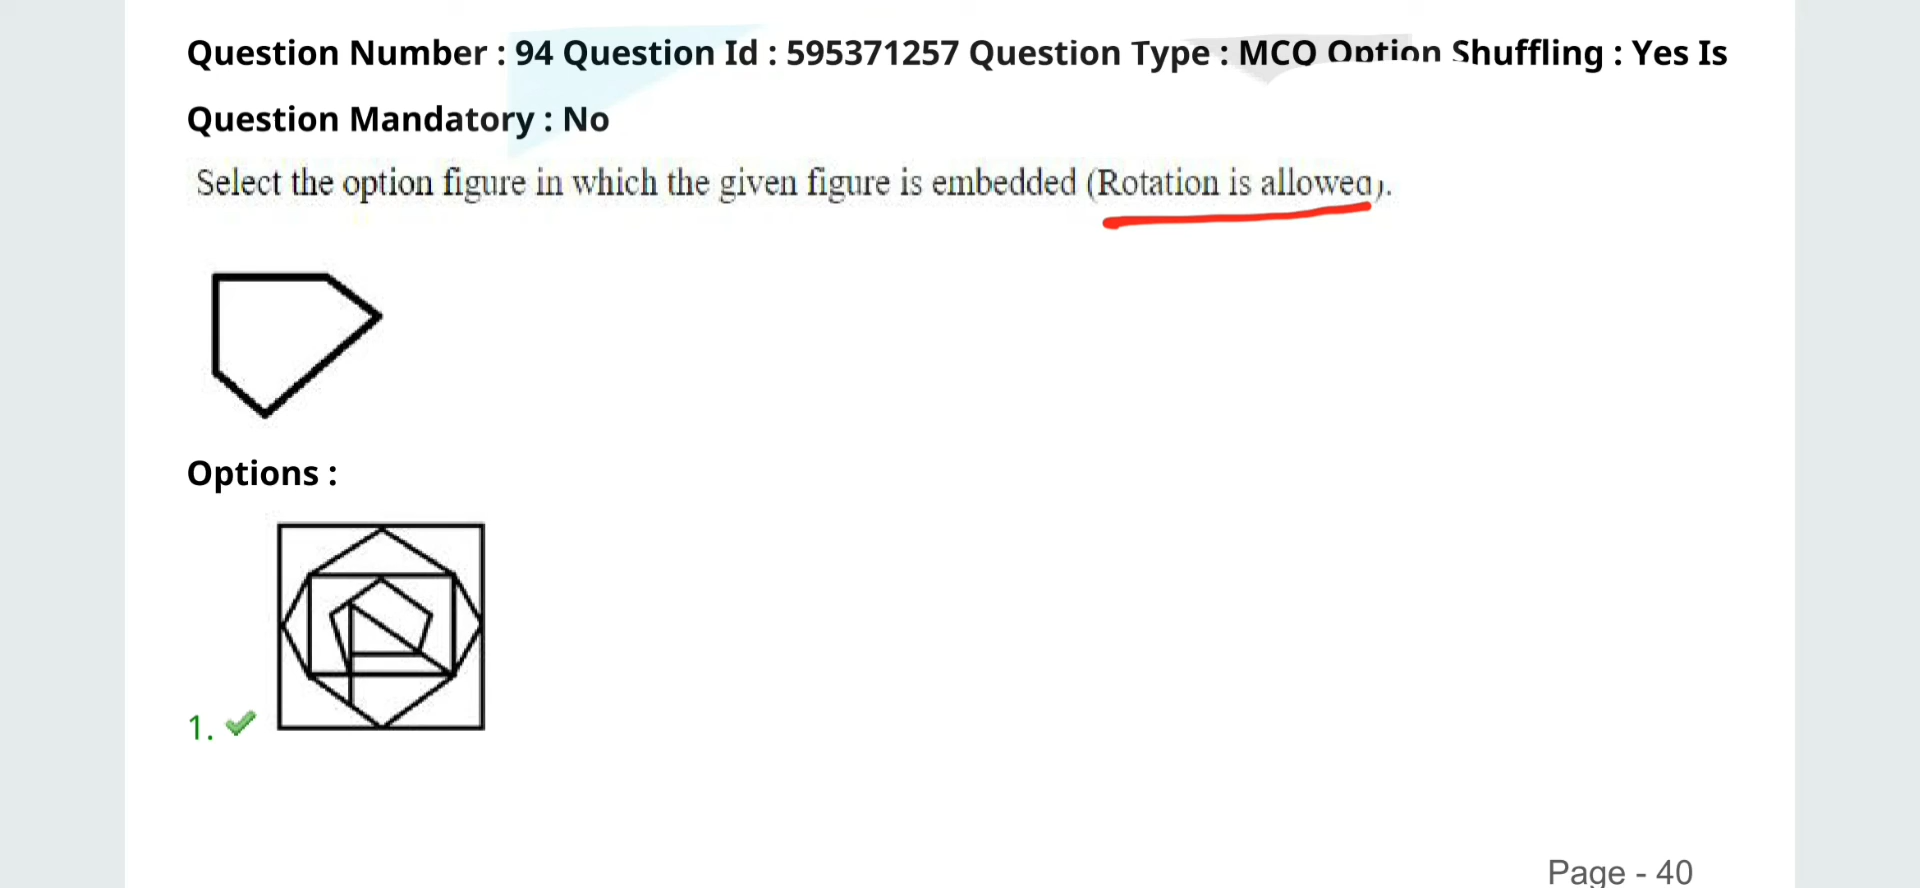 Question Number : 94 Question Id : 595371257 Question Type : MCQ Option Shuffling : Yes Is
Question Mandatory : No
Select the option figure in which the given figure is embedded (Rotation is allowed).
Options :
1.
Page - 40